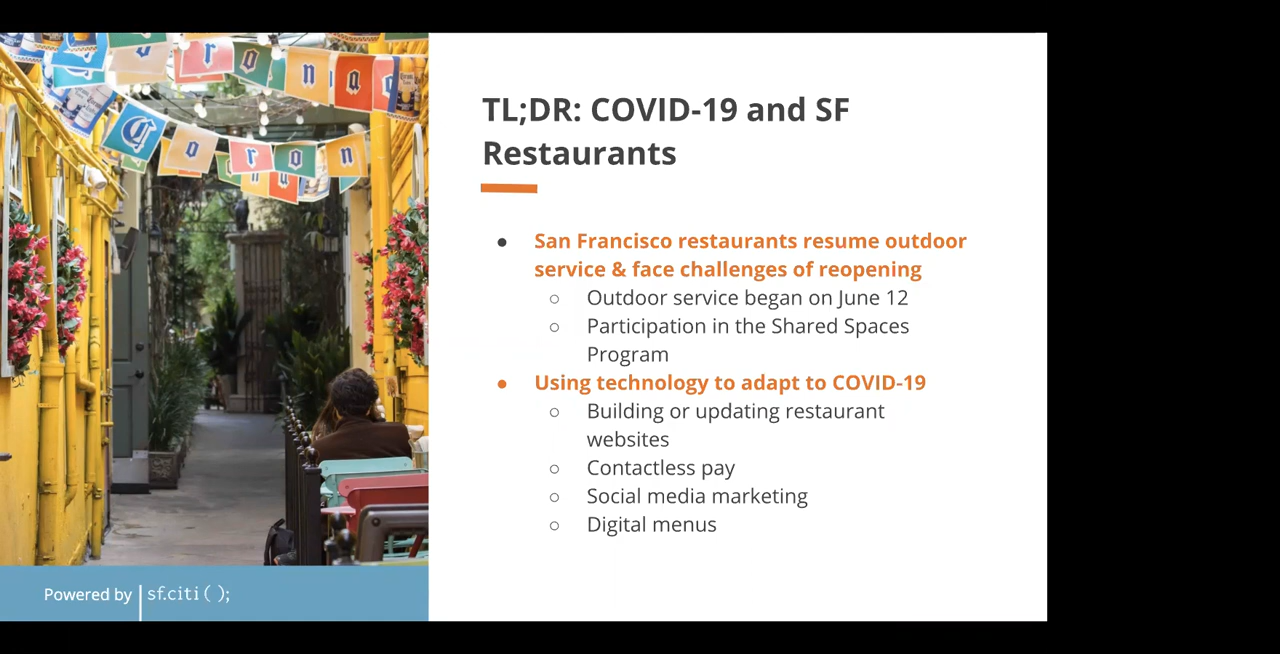 Corona
Coron
TL;DR: COVID-19 and SF
Restaurants
● San Francisco restaurants resume outdoor
service & face challenges of reopening
○ Outdoor service began on June 12
○ Participation in the Shared Spaces
Program
● Using technology to adapt to COVID-19
○ Building or updating restaurant
websites
○ Contactless pay
○ Social media marketing
○ Digital menus
Powered by sf.citi ( );